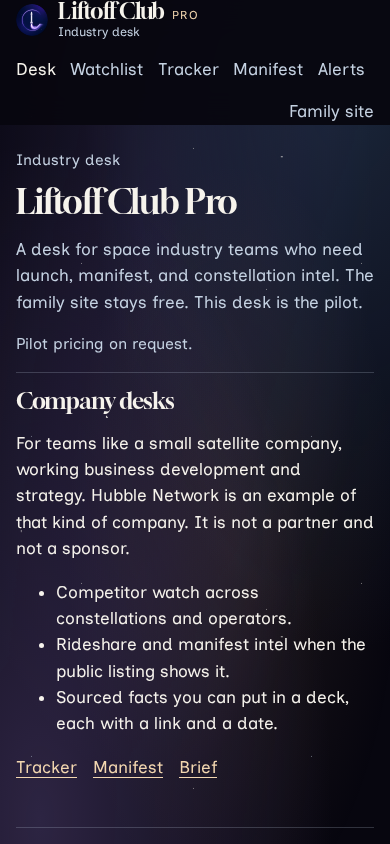 Liftoff Club PRO
Industry desk
Desk Watchlist Tracker Manifest Alerts
Family site
Industry desk
Liftoff Club Pro
A desk for space industry teams who need
launch, manifest, and constellation intel. The
family site stays free. This desk is the pilot.
Pilot pricing on request.
Company desks
For teams like a small satellite company,
working business development and
strategy. Hubble Network is an example of
that kind of company. It is not a partner and
not a sponsor.
• Competitor watch across
constellations and operators.
• Rideshare and manifest intel when the
public listing shows it.
• Sourced facts you can put in a deck,
each with a link and a date.
Tracker Manifest Brief